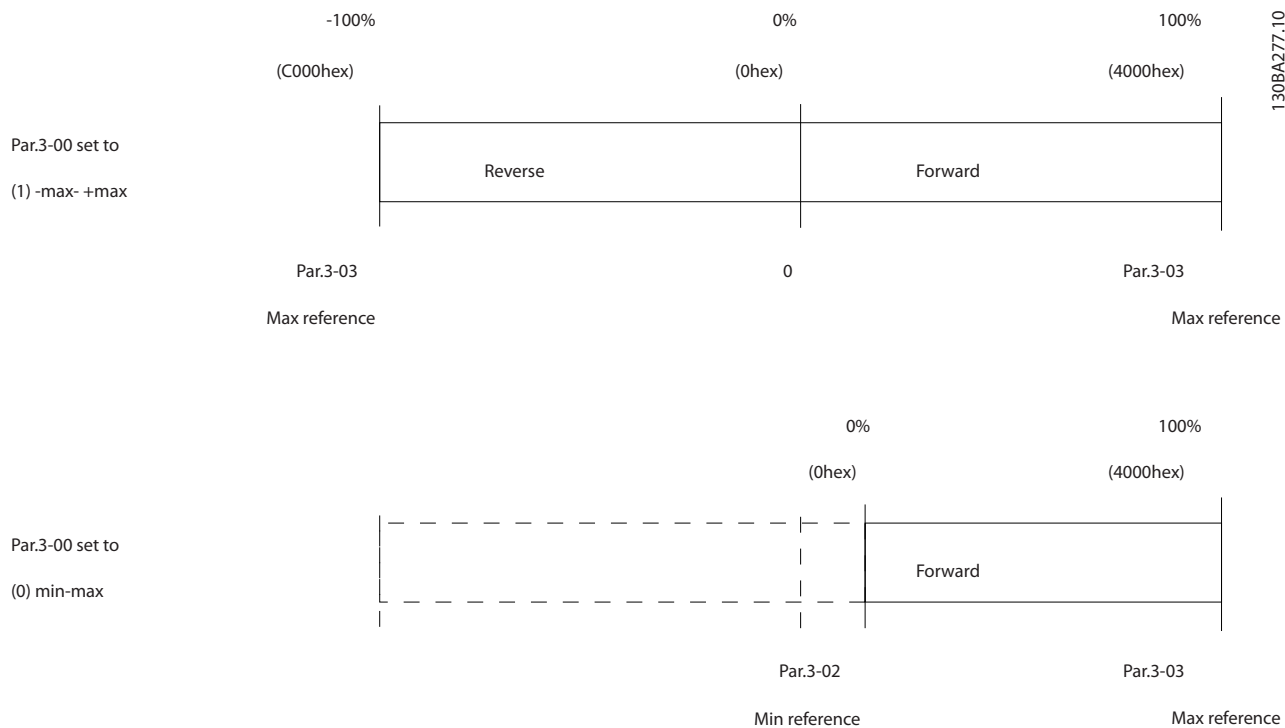 -100% 0% 100%
(C000hex) (0hex) (4000hex)
130BA277.10
Par.3-00 set to
(1) -max- +max
Reverse Forward
Par.3-03 0 Par.3-03
Max reference Max reference
0% 100%
(0hex) (4000hex)
Par.3-00 set to
(0) min-max
Forward
Par.3-02 Par.3-03
Min reference Max reference